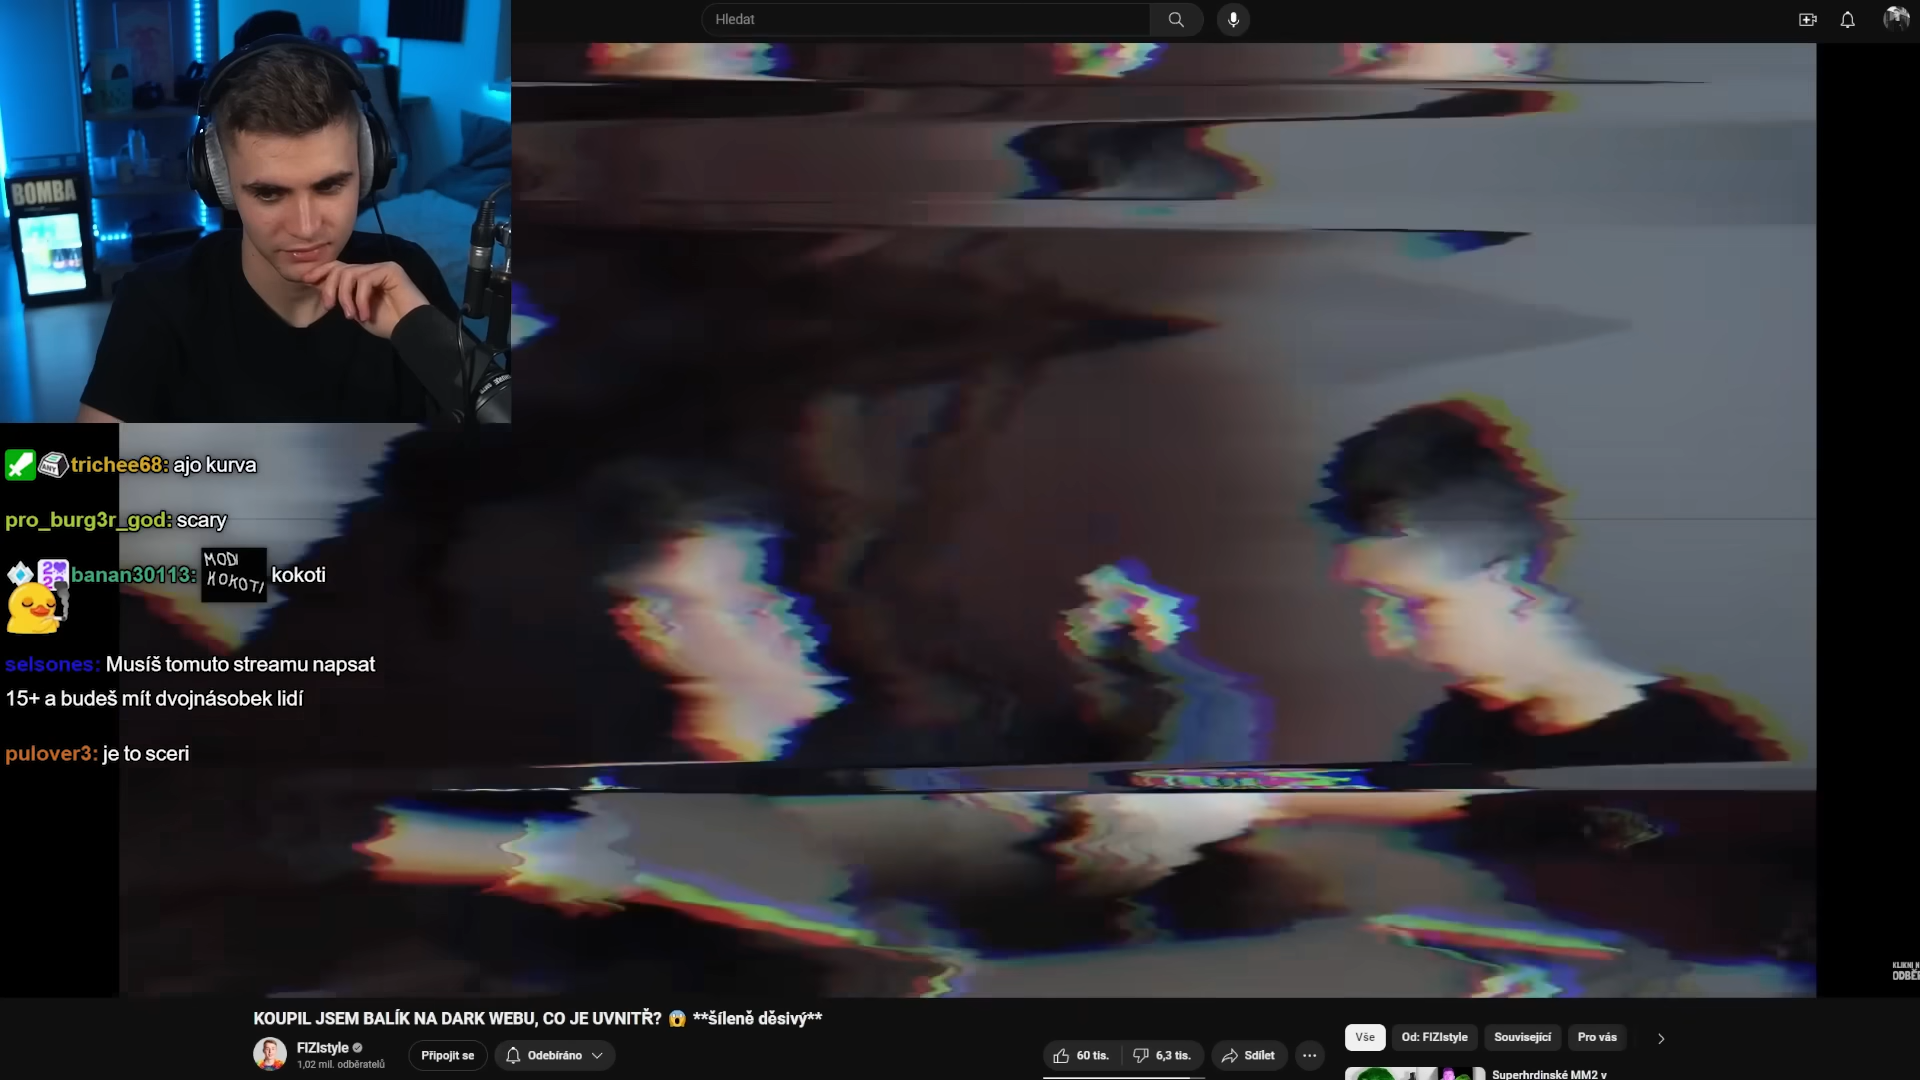 Hledat
BOMBA
trichee68: ajo kurva
pro_burg3r_god: scary
banan30113: MODI KOKOTI kokoti
selsones: Musíš tomuto streamu napsat
15+ a budeš mít dvojnásobek lidí
pulover3: je to sceri
KOUPIL JSEM BALÍK NA DARK WEBU, CO JE UVNITŘ? 😱 **šíleně děsivý**
FIZIstyle
1,02 mil. odběratelů
Připojit se
Odebíráno
60 tis.
6,3 tis.
Sdílet
Vše
Od: FIZIstyle
Související
Pro vás
Superhrdinské MM2 v